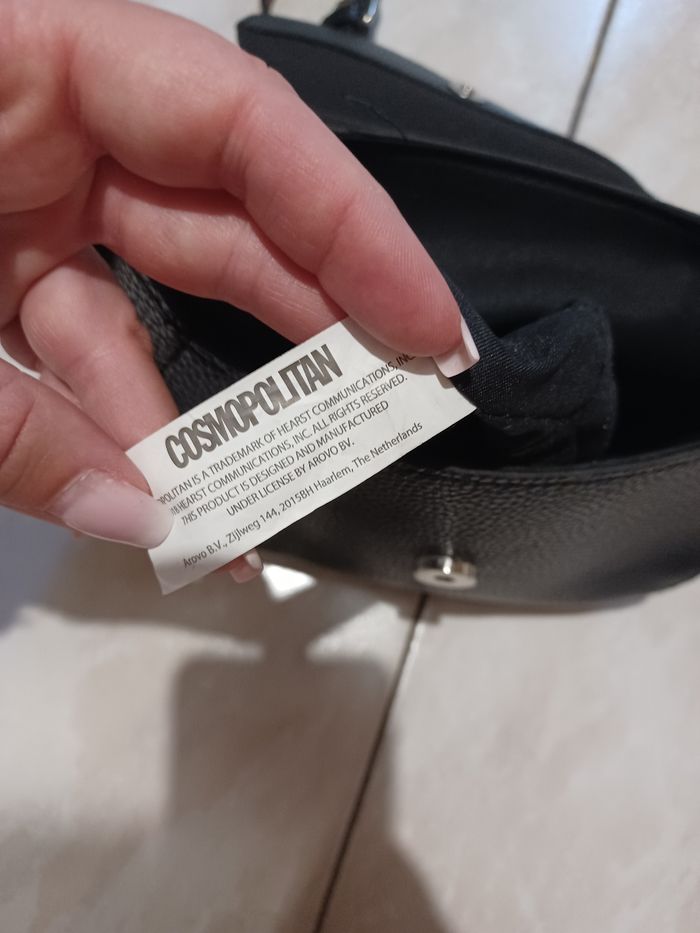 COSMOPOLITAN
POLITAN IS A TRADEMARK OF HEARST COMMUNICATIONS, INC.
HEARST COMMUNICATIONS, INC. ALL RIGHTS RESERVED.
THIS PRODUCT IS DESIGNED AND MANUFACTURED
UNDER LICENSE BY AROVO BV.
Arovo B.V., Zijlweg 144, 2015BH Haarlem, The Netherlands